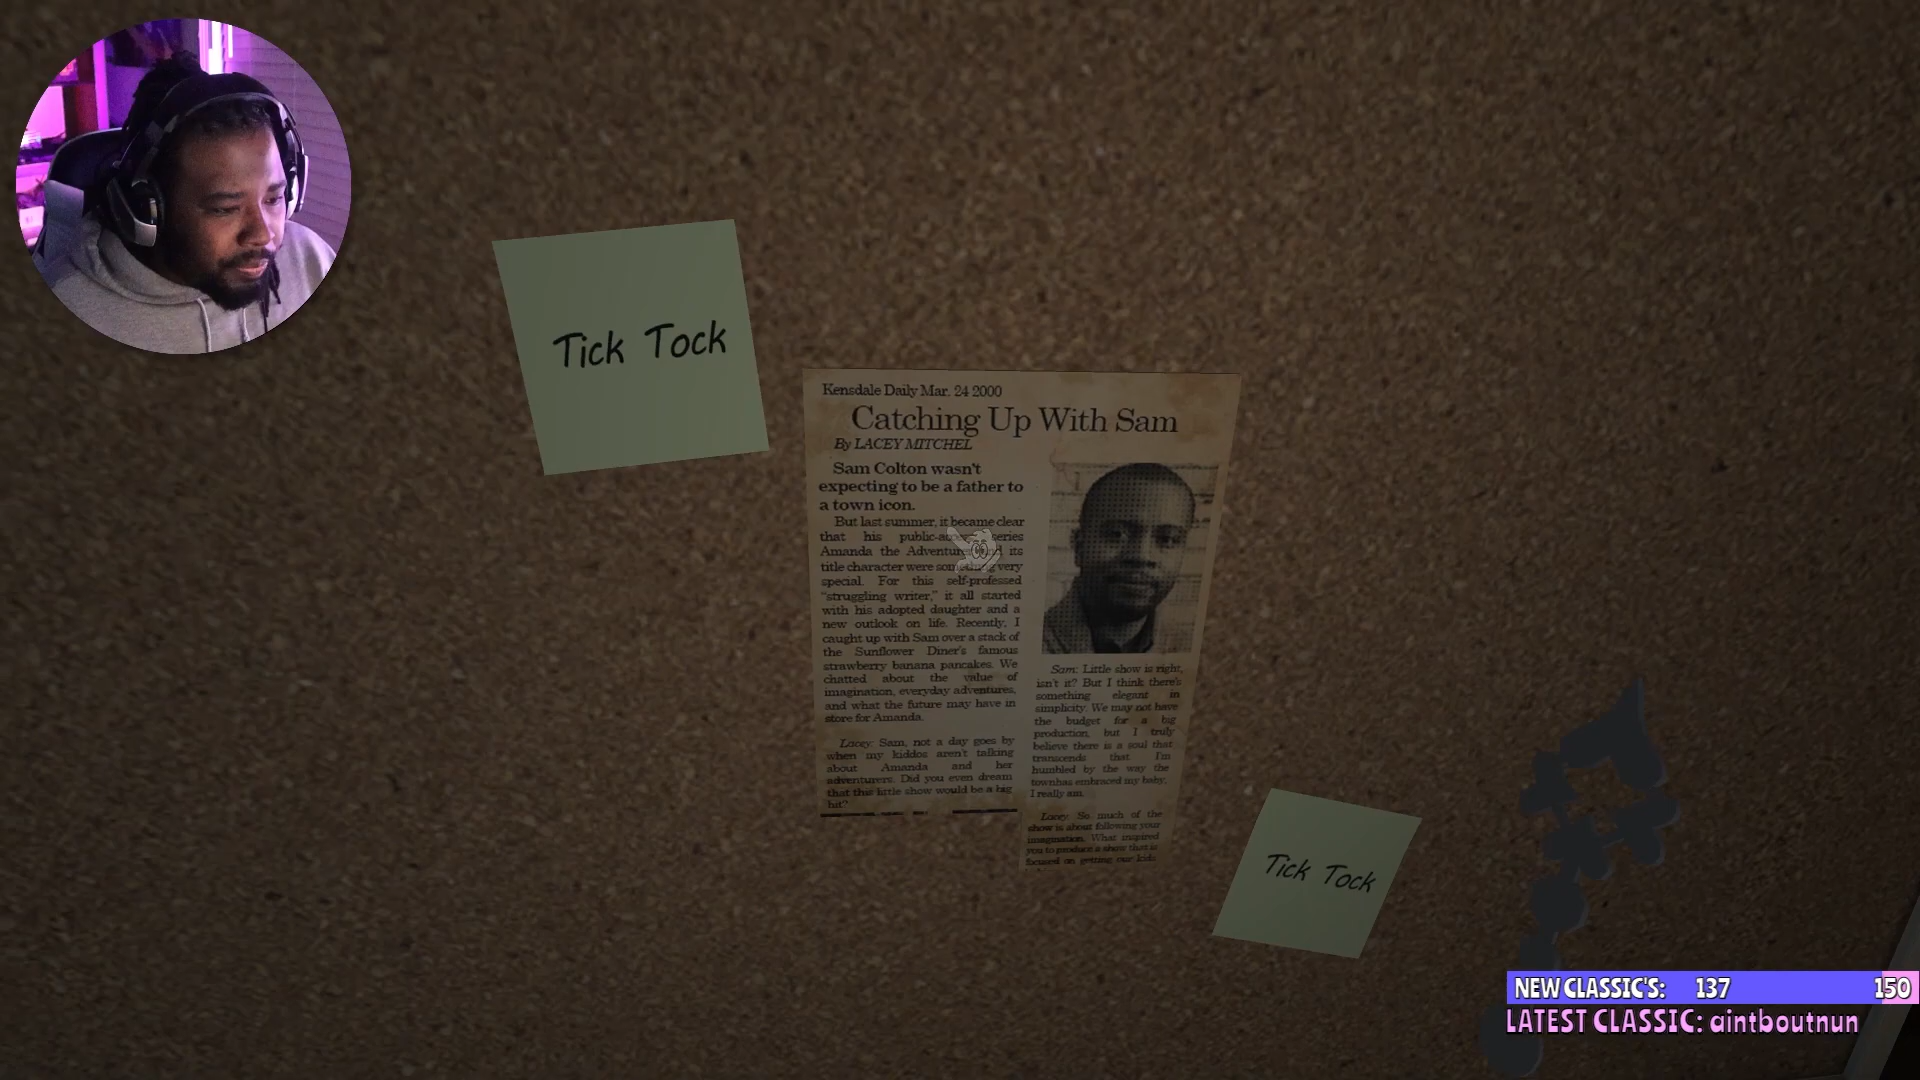 Tick Tock
Kensdale Daily Mar. 24 2000
Catching Up With Sam
By LACEY MITCHEL
Sam Colton wasn't
expecting to be a father to
a town icon.
But last summer, it became clear
that his public-access series
Amanda the Adventurer and its
title character were something very
special. For this self-professed
"struggling writer," it all started
with his adopted daughter and a
new outlook on life. Recently, I
caught up with Sam over a stack of
the Sunflower Diner's famous
strawberry banana pancakes. We
chatted about the value of
imagination, everyday adventures,
and what the future may have in
store for Amanda.
Lacey: Sam, not a day goes by
when my kiddos aren't talking
about Amanda and her
adventurers. Did you even dream
that this little show would be a big
hit?
Sam: Little show is right,
isn't it? But I think there's
something elegant in
simplicity. We may not have
the budget for a big
production, but I truly
believe there is a soul that
transcends that I'm
humbled by the way the
townhas embraced my baby.
I really am.
Lacey: So much of the
show is about following your
imagination. What inspired
you to produce a show that is
focused on getting our kids
Tick Tock
NEW CLASSIC'S: 137 150
LATEST CLASSIC: aintboutnun